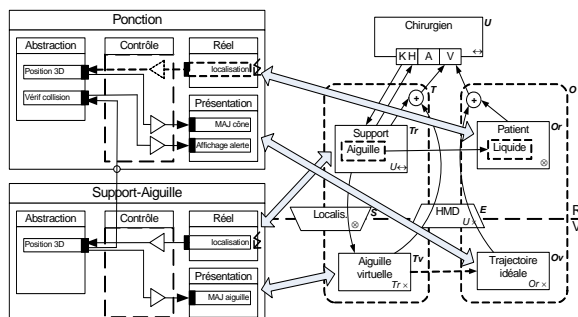 Ponction
Abstraction
Contrôle
Réel
Position 3D
localisation
Vérif collision
Présentation
MAJ cône
Affichage alerte
Support-Aiguille
Abstraction
Contrôle
Réel
Position 3D
localisation
Présentation
MAJ aiguille
Chirurgien
U
KH
A
V
↔
T
O
+
+
Support
Tr
Aiguille
U↔
Patient
Or
Liquide
⊗
Localis.
S
⊗
HMD
E
U×
R
V
Aiguille
virtuelle
Tv
Tr ×
Trajectoire
idéale
Ov
Or ×